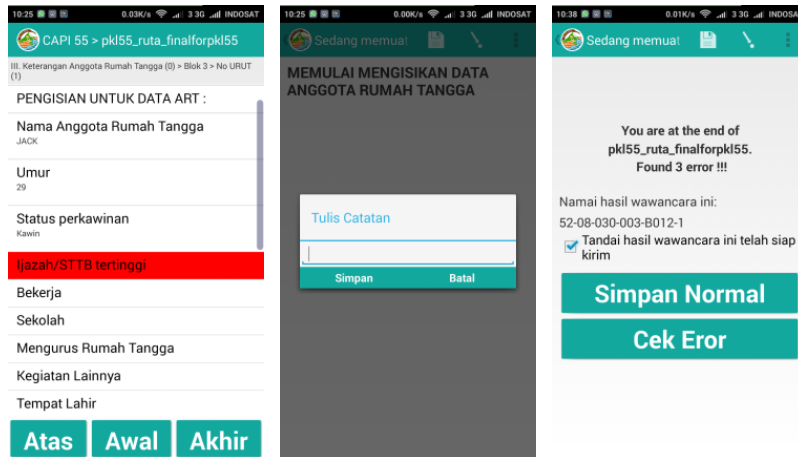 10:25 0.03K/s 3 3G INDOSAT
CAPI 55 > pkl55_ruta_finalforpkl55
III. Keterangan Anggota Rumah Tangga (0) > Blok 3 > No URUT
(1)
PENGISIAN UNTUK DATA ART :
Nama Anggota Rumah Tangga
JACK
Umur
29
Status perkawinan
Kawin
Ijazah/STTB tertinggi
Bekerja
Sekolah
Mengurus Rumah Tangga
Kegiatan Lainnya
Tempat Lahir
Atas Awal Akhir
10:25 0.00K/s 3 3G INDOSAT
Sedang memuat
MEMULAI MENGISIKAN DATA
ANGGOTA RUMAH TANGGA
Tulis Catatan
Simpan Batal
10:38 0.01K/s 3 3G INDOSA
Sedang memuat
You are at the end of
pkl55_ruta_finalforpkl55.
Found 3 error !!!
Namai hasil wawancara ini:
52-08-030-003-B012-1
Tandai hasil wawancara ini telah siap
kirim
Simpan Normal
Cek Eror